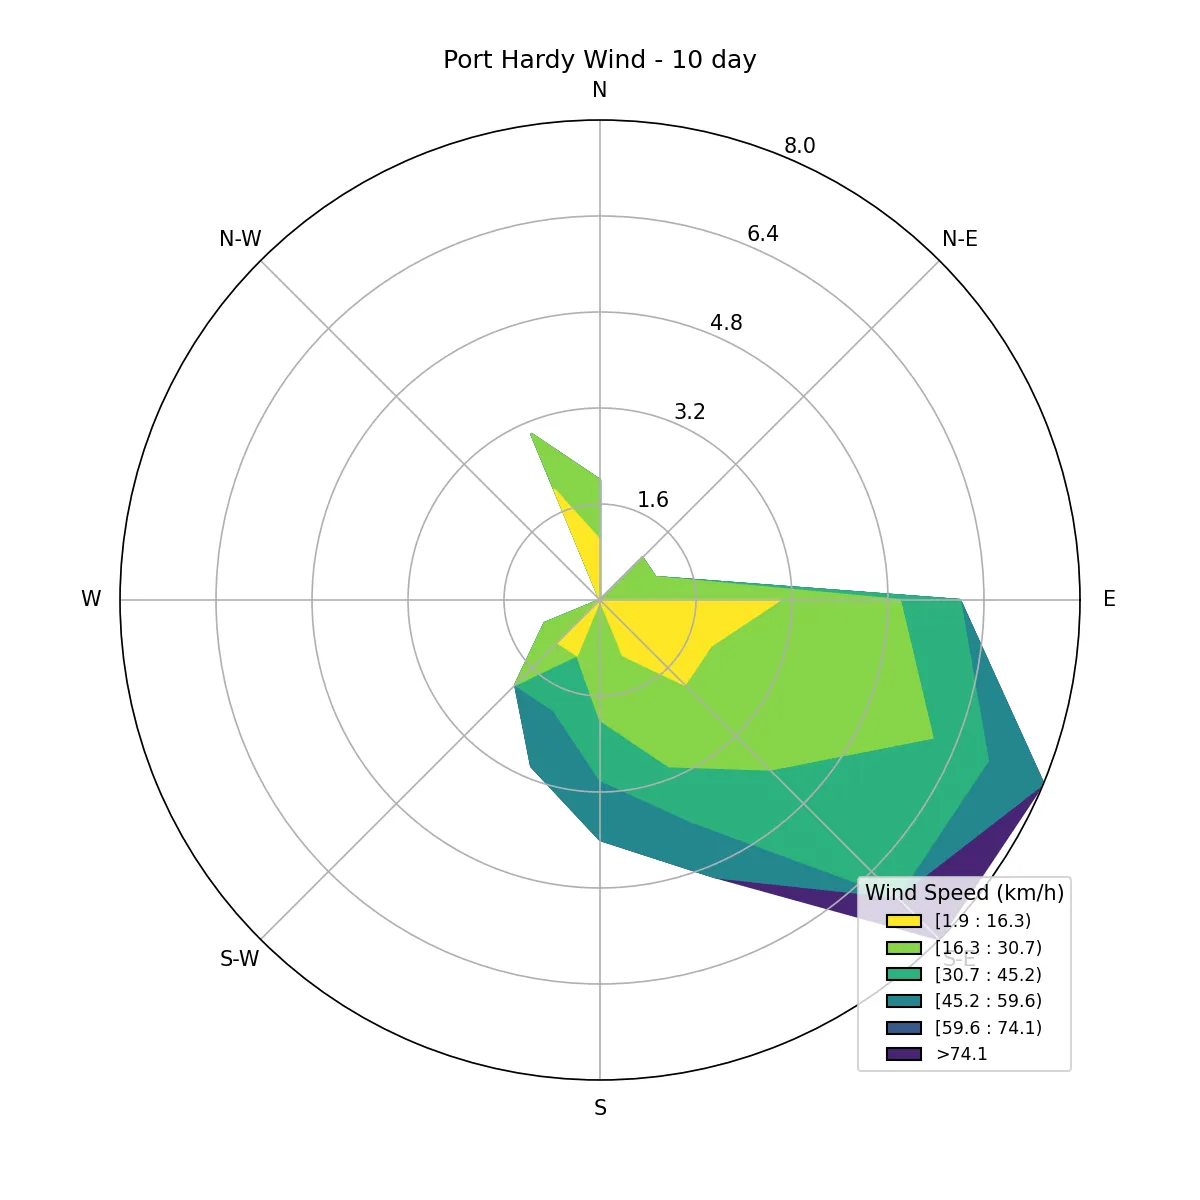 Port Hardy Wind - 10 day
N
8.0
N-W
6.4
N-E
4.8
3.2
1.6
W
E
Wind Speed (km/h)
[1.9 : 16.3)
[16.3 : 30.7)
S-W
S-E
[30.7 : 45.2)
[45.2 : 59.6)
[59.6 : 74.1)
>74.1
S